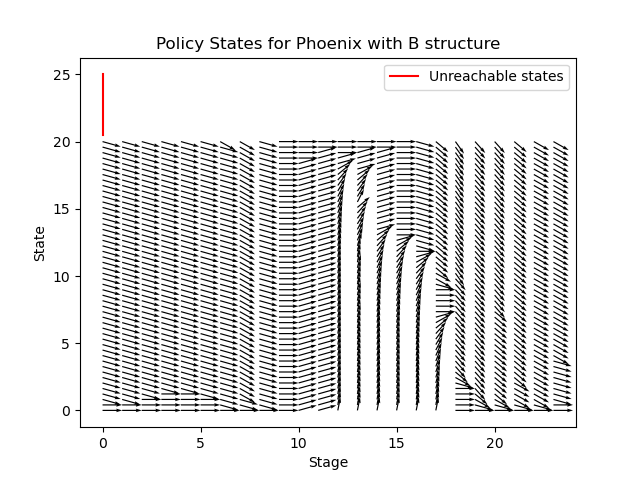 Policy States for Phoenix with B structure
Unreachable states
25
20
15
10
5
0
State
0 5 10 15 20
Stage